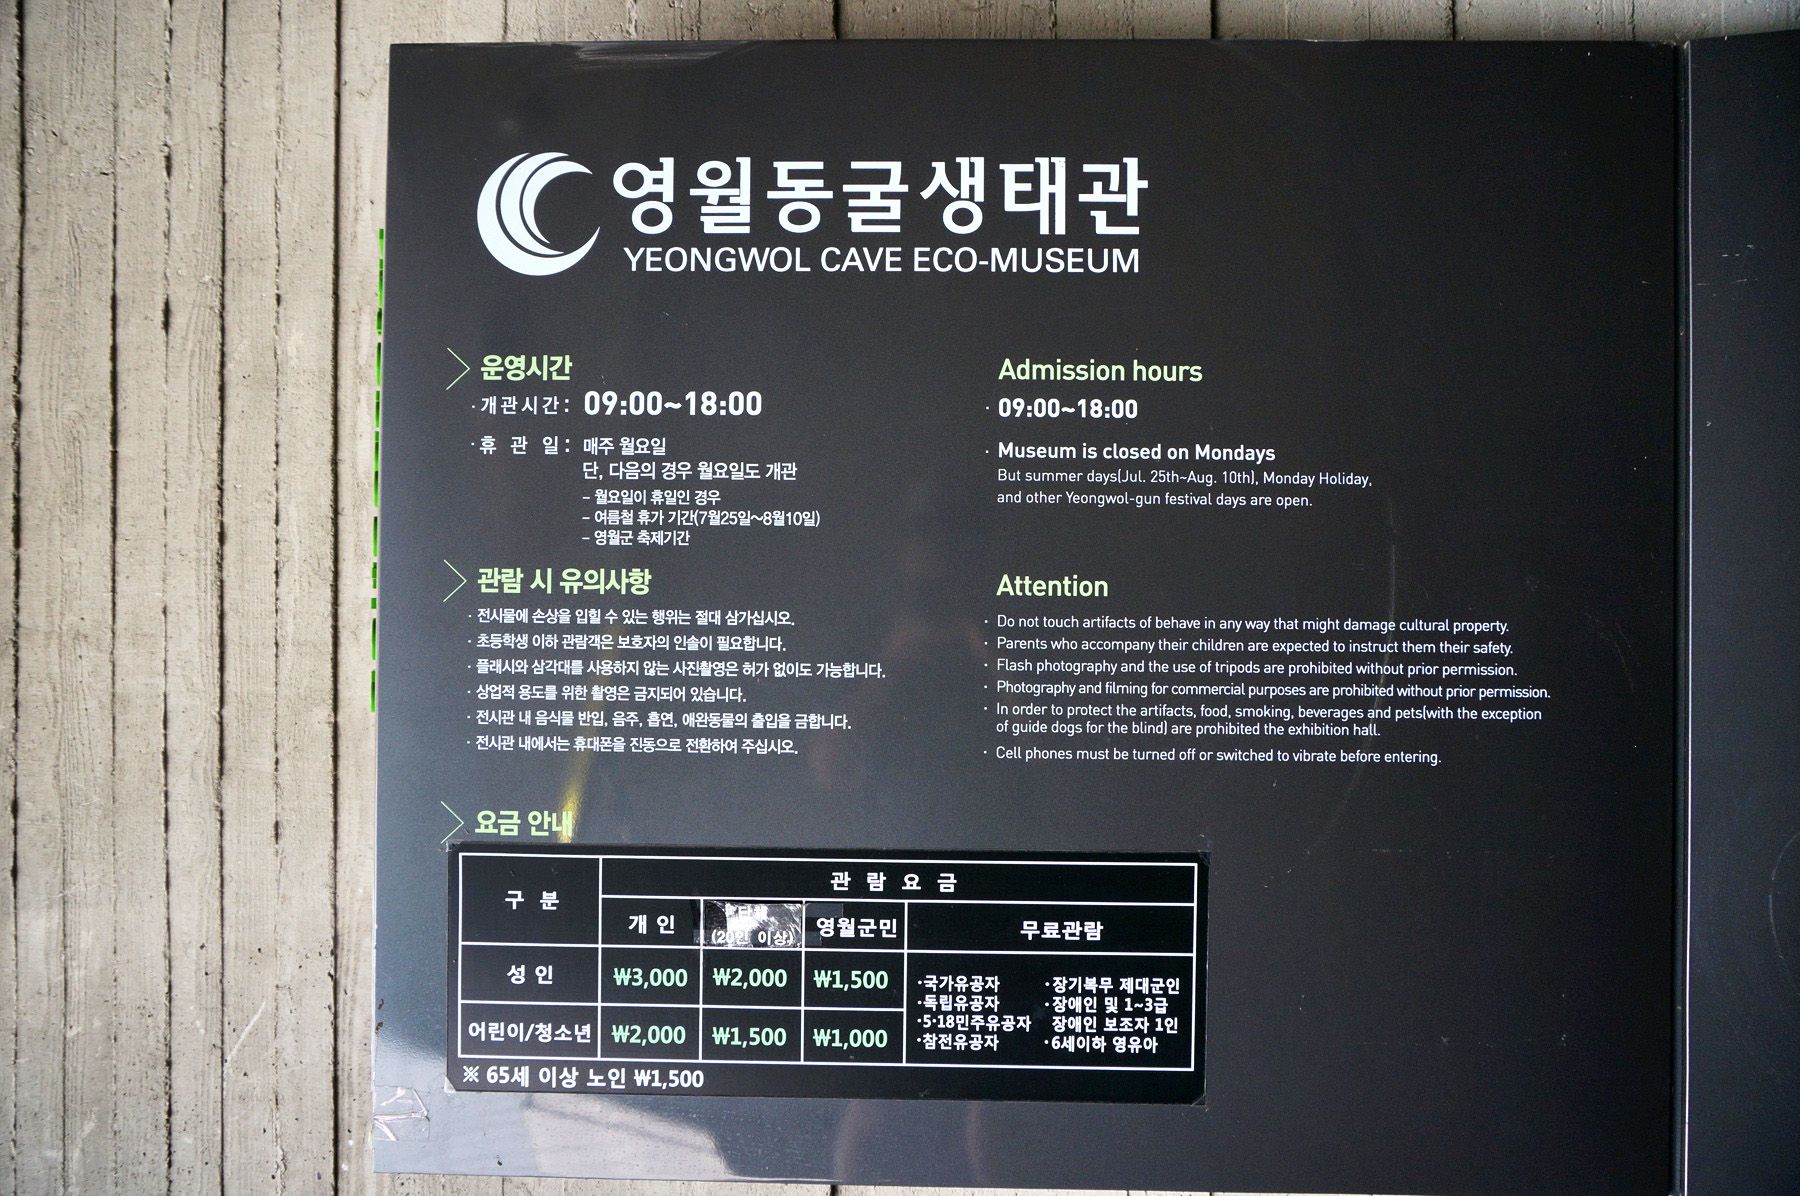 영월동굴생태관
YEONGWOL CAVE ECO-MUSEUM
운영시간
· 개관시간 : 09:00~18:00
· 휴 관 일 : 매주 월요일
단, 다음의 경우 월요일도 개관
- 월요일이 휴일인 경우
- 여름철 휴가 기간(7월25일~8월10일)
- 영월군 축제기간
Admission hours
· 09:00~18:00
· Museum is closed on Mondays
But summer days(Jul. 25th~Aug. 10th), Monday Holiday,
and other Yeongwol-gun festival days are open.
관람 시 유의사항
· 전시물에 손상을 입힐 수 있는 행위는 절대 삼가십시오.
· 초등학생 이하 관람객은 보호자의 인솔이 필요합니다.
· 플래시와 삼각대를 사용하지 않는 사진촬영은 허가 없이도 가능합니다.
· 상업적 용도를 위한 촬영은 금지되어 있습니다.
· 전시관 내 음식물 반입, 음주, 흡연, 애완동물의 출입을 금합니다.
· 전시관 내에서는 휴대폰을 진동으로 전환하여 주십시오.
Attention
· Do not touch artifacts of behave in any way that might damage cultural property.
· Parents who accompany their children are expected to instruct them their safety.
· Flash photography and the use of tripods are prohibited without prior permission.
· Photography and filming for commercial purposes are prohibited without prior permission.
· In order to protect the artifacts, food, smoking, beverages and pets(with the exception
of guide dogs for the blind) are prohibited the exhibition hall.
· Cell phones must be turned off or switched to vibrate before entering.
요금 안내
구 분
관 람 요 금
개 인
(20인 이상)
영월군민
무료관람
성 인 ₩3,000 ₩2,000 ₩1,500
어린이/청소년 ₩2,000 ₩1,500 ₩1,000
·국가유공자
·독립유공자
·5·18민주유공자
·참전유공자
·장기복무 제대군인
·장애인 및 1~3급
장애인 보조자 1인
·6세이하 영유아
※ 65세 이상 노인 ₩1,500